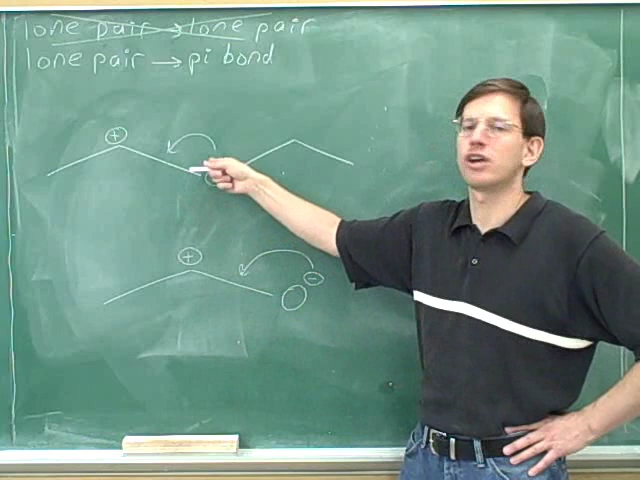 lone pair → lone pair
lone pair → pi bond
⊕
⊕
O ⊖